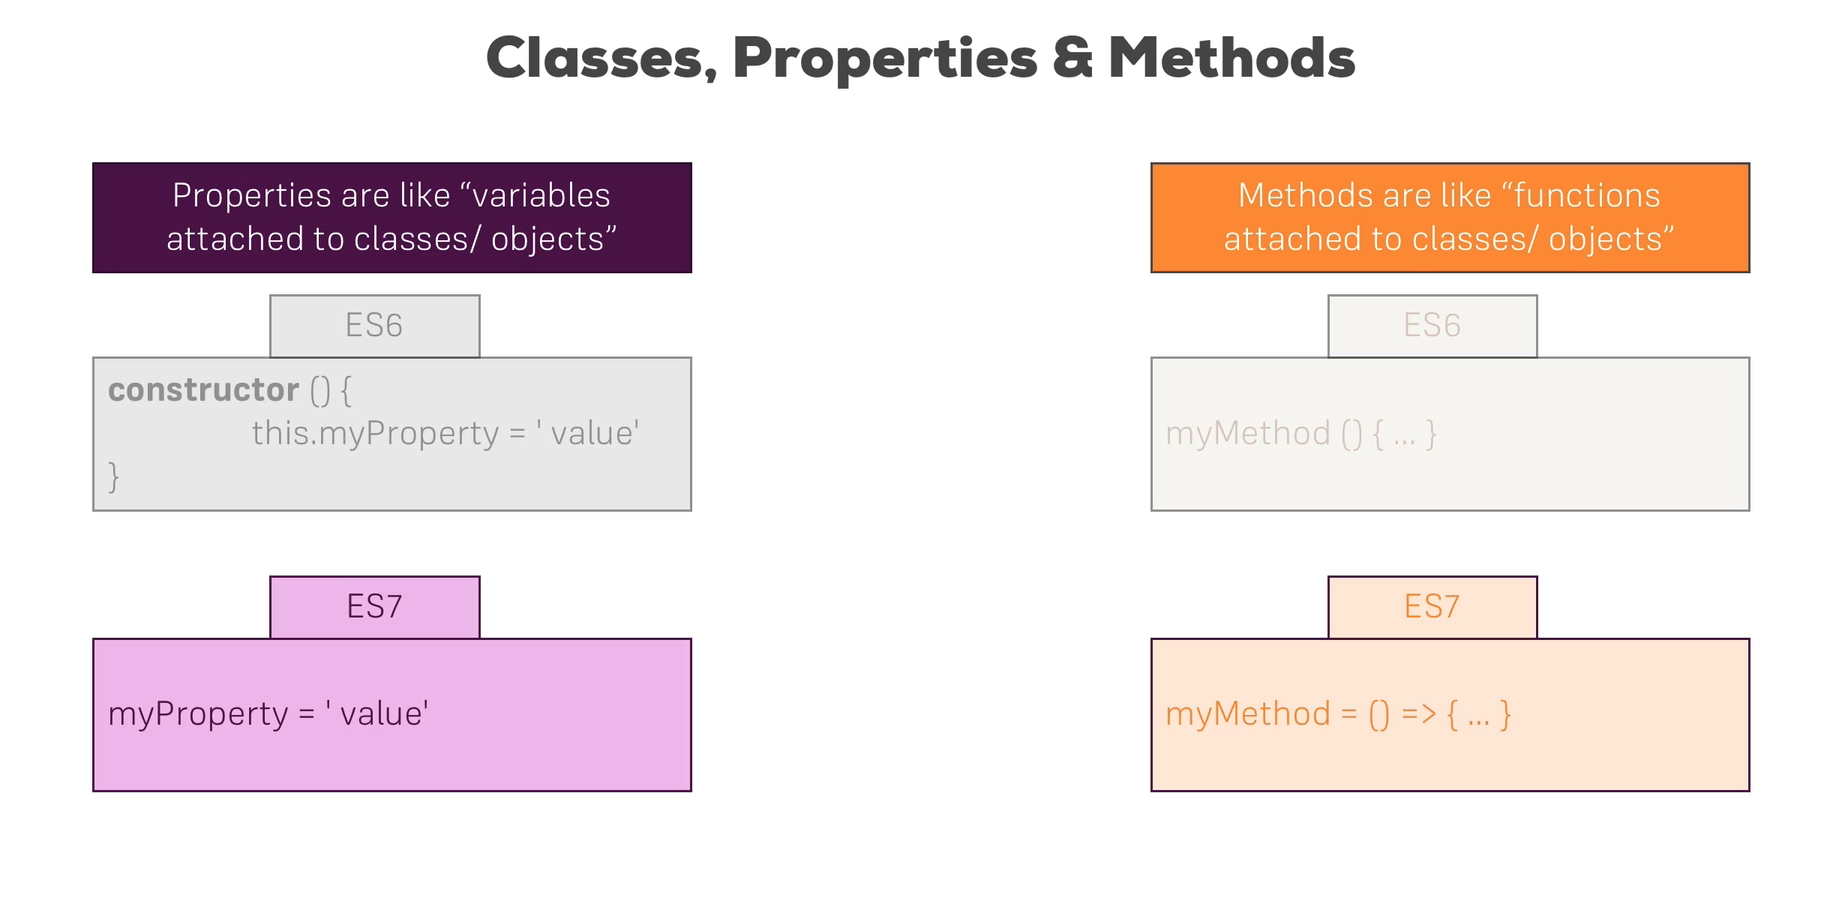 Classes, Properties & Methods
Properties are like “variables
attached to classes/ objects”
ES6
constructor () {
this.myProperty = ' value'
}
ES7
myProperty = ' value'
Methods are like “functions
attached to classes/ objects”
ES6
myMethod () { ... }
ES7
myMethod = () => { ... }